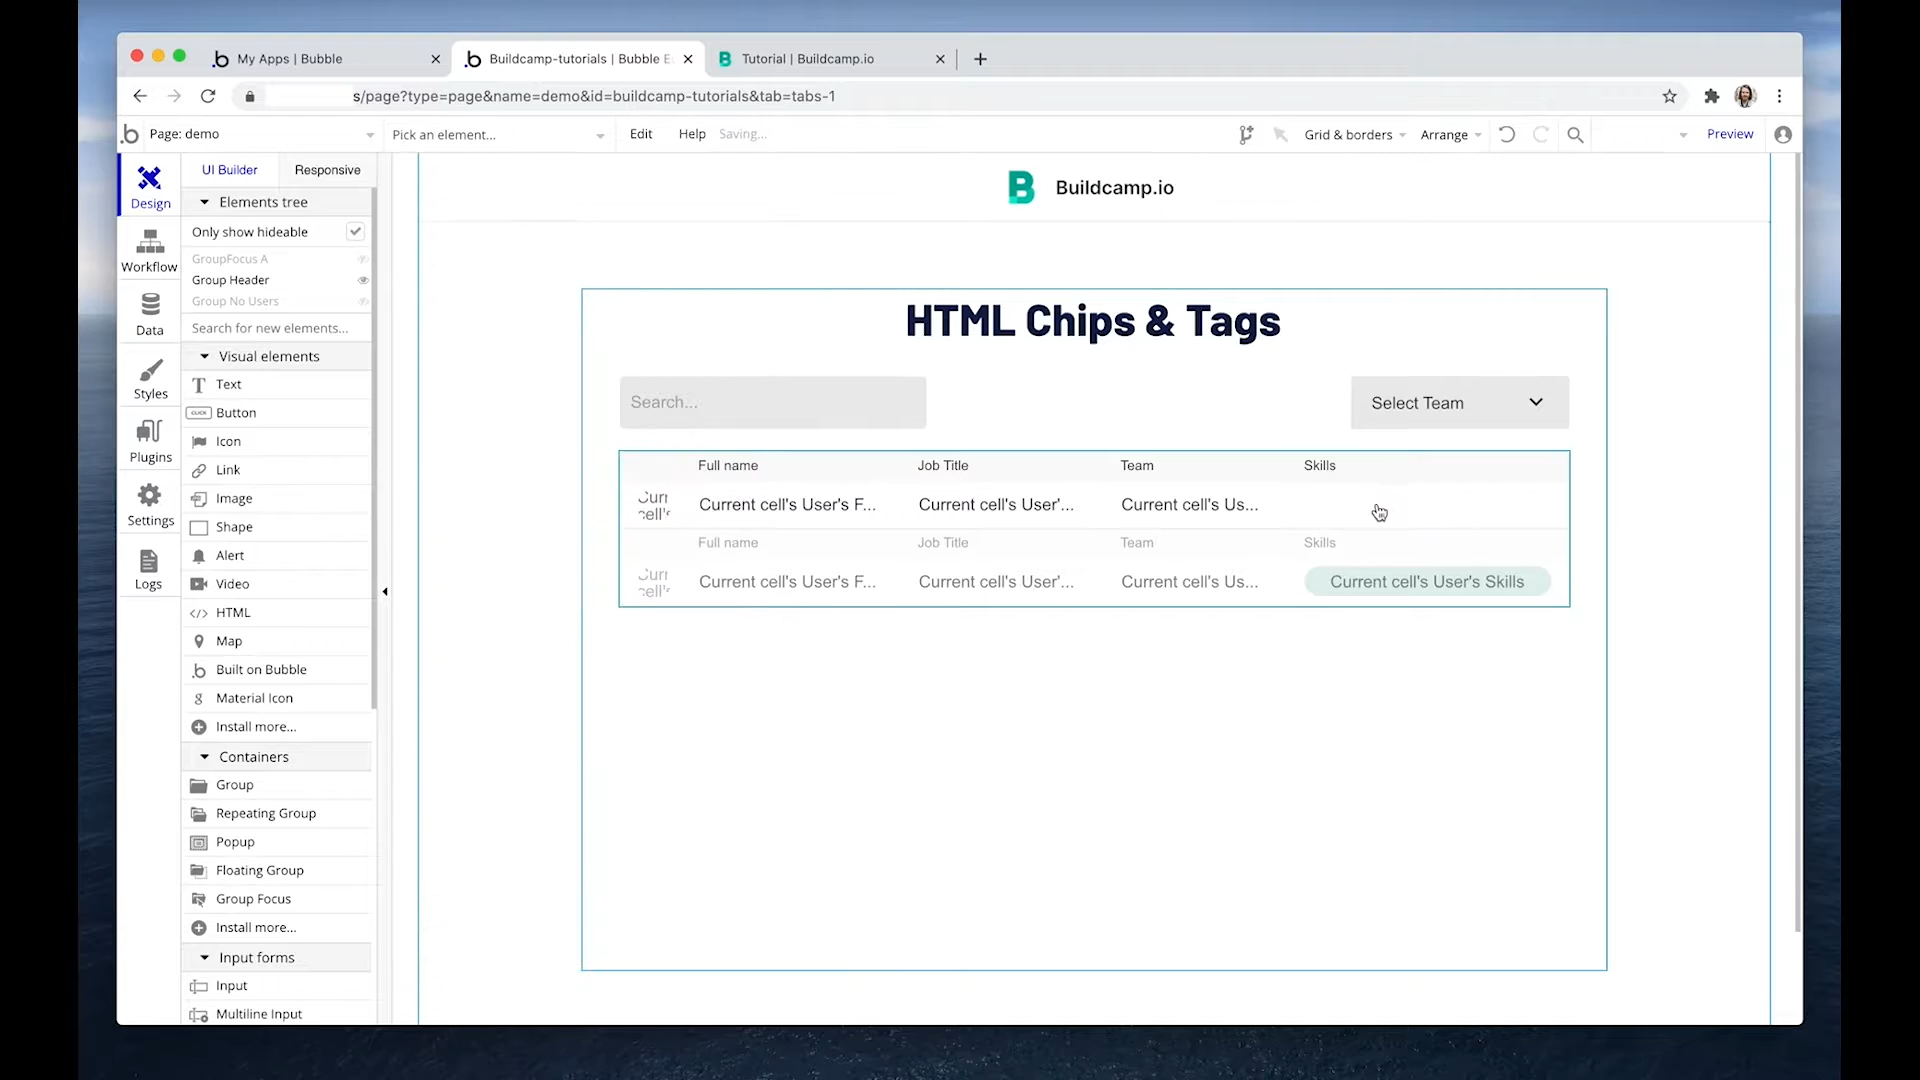 My Apps | Bubble
Buildcamp-tutorials | Bubble E
Tutorial | Buildcamp.io
s/page?type=page&name=demo&id=buildcamp-tutorials&tab=tabs-1
Page: demo
Pick an element...
Edit
Help
Saving...
Grid & borders
Arrange
Preview
Design
Workflow
Data
Styles
Plugins
Settings
Logs
UI Builder
Responsive
Elements tree
Only show hideable
GroupFocus A
Group Header
Group No Users
Search for new elements...
Visual elements
Text
CLICK Button
Icon
Link
Image
Shape
Alert
Video
HTML
Map
Built on Bubble
Material Icon
Install more...
Containers
Group
Repeating Group
Popup
Floating Group
Group Focus
Install more...
Input forms
Input
Multiline Input
B Buildcamp.io
HTML Chips & Tags
Search...
Select Team
Full name Job Title Team Skills
Curr
cell's
Current cell's User's F... Current cell's User'... Current cell's Us...
Full name Job Title Team Skills
Curr
cell's
Current cell's User's F... Current cell's User'... Current cell's Us... Current cell's User's Skills